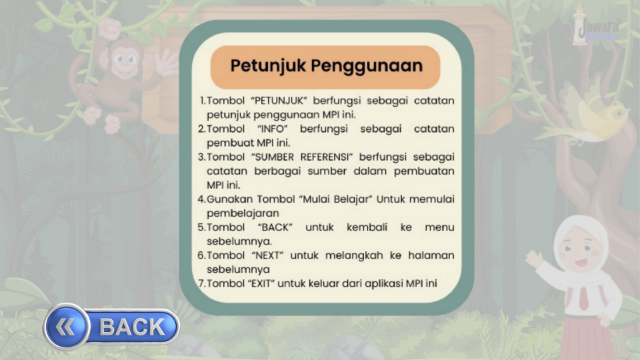 Jawara
Petunjuk Penggunaan
1.Tombol "PETUNJUK" berfungsi sebagai catatan
petunjuk penggunaan MPI ini.
2.Tombol "INFO" berfungsi sebagai catatan
pembuat MPI ini.
3.Tombol "SUMBER REFERENSI" berfungsi sebagai
catatan berbagai sumber dalam pembuatan
MPI ini.
4.Gunakan Tombol "Mulai Belajar" Untuk memulai
pembelajaran
5.Tombol "BACK" untuk kembali ke menu
sebelumnya.
6.Tombol "NEXT" untuk melangkah ke halaman
sebelumnya
7.Tombol "EXIT" untuk keluar dari aplikasi MPI ini
BACK